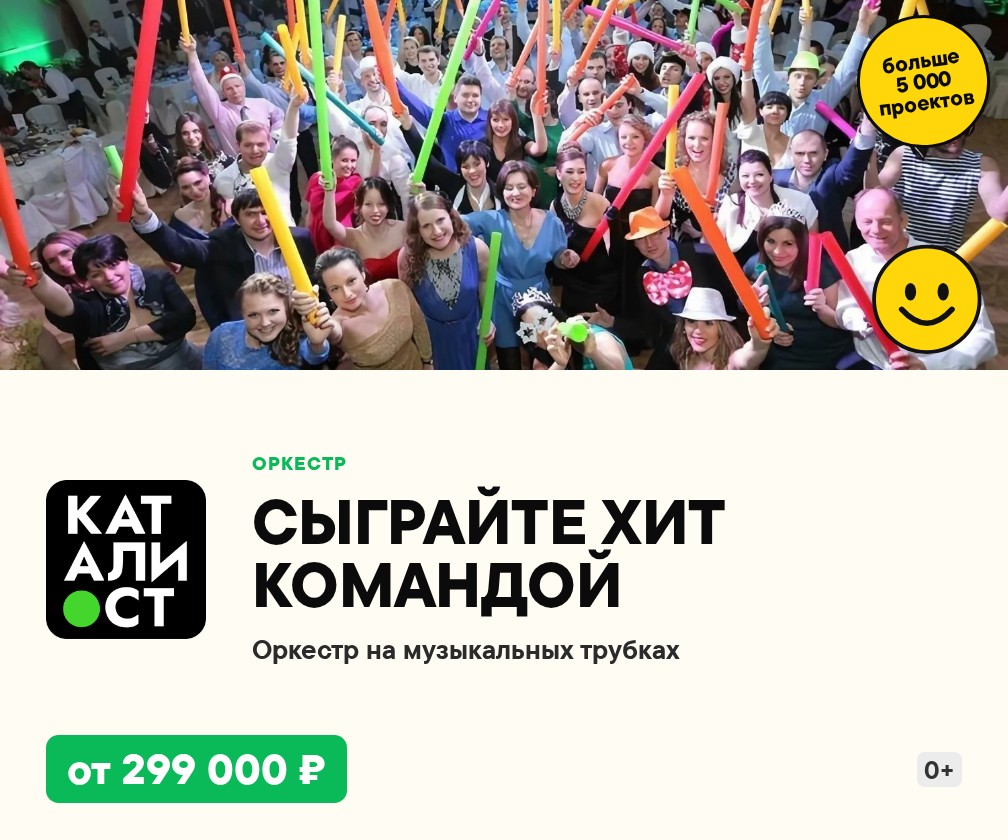 больше
5 000
проектов
ОРКЕСТР
КАТ
АЛИ
СТ
СЫГРАЙТЕ ХИТ
КОМАНДОЙ
Оркестр на музыкальных трубках
от 299 000 ₽
0+